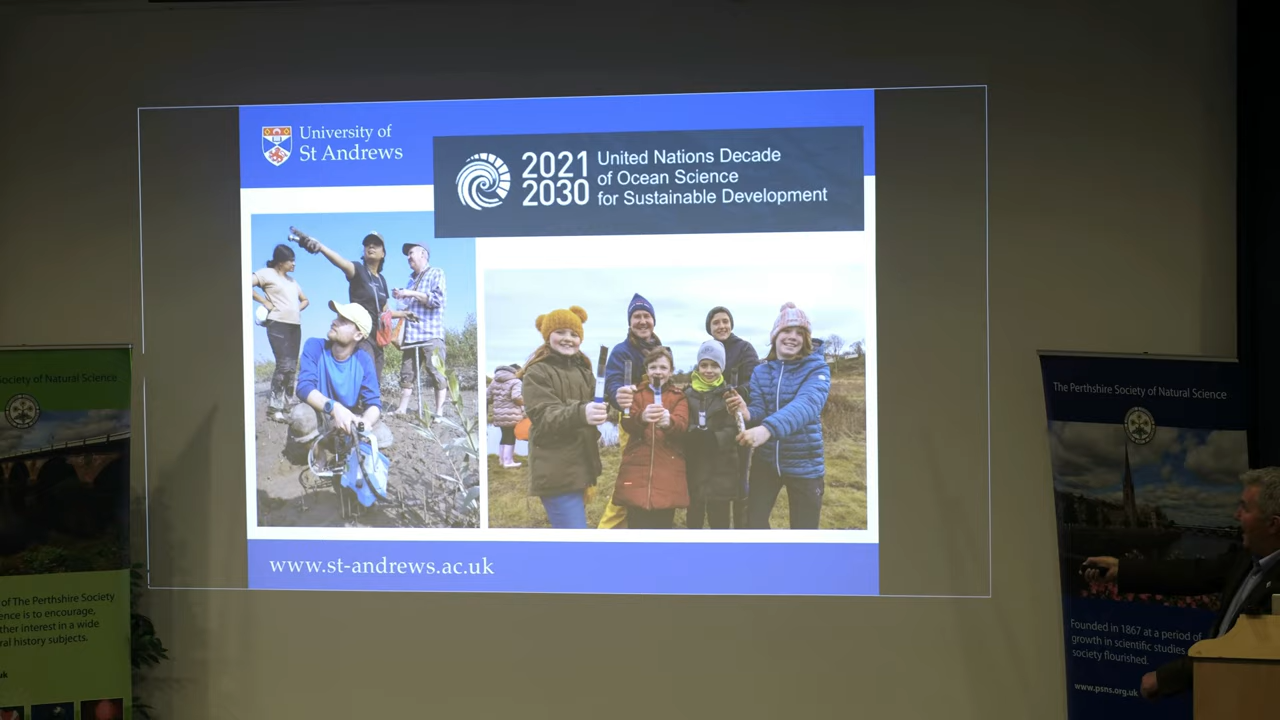 University of
St Andrews
2021
2030
United Nations Decade
of Ocean Science
for Sustainable Development
www.st-andrews.ac.uk
ociety of Natural Science
of The Perthshire Society
ence is to encourage,
ther interest in a wide
ral history subjects.
uk
The Perthshire Society of Natural Science
Founded in 1867 at a period of
growth in scientific studies
society flourished.
www.psns.org.uk